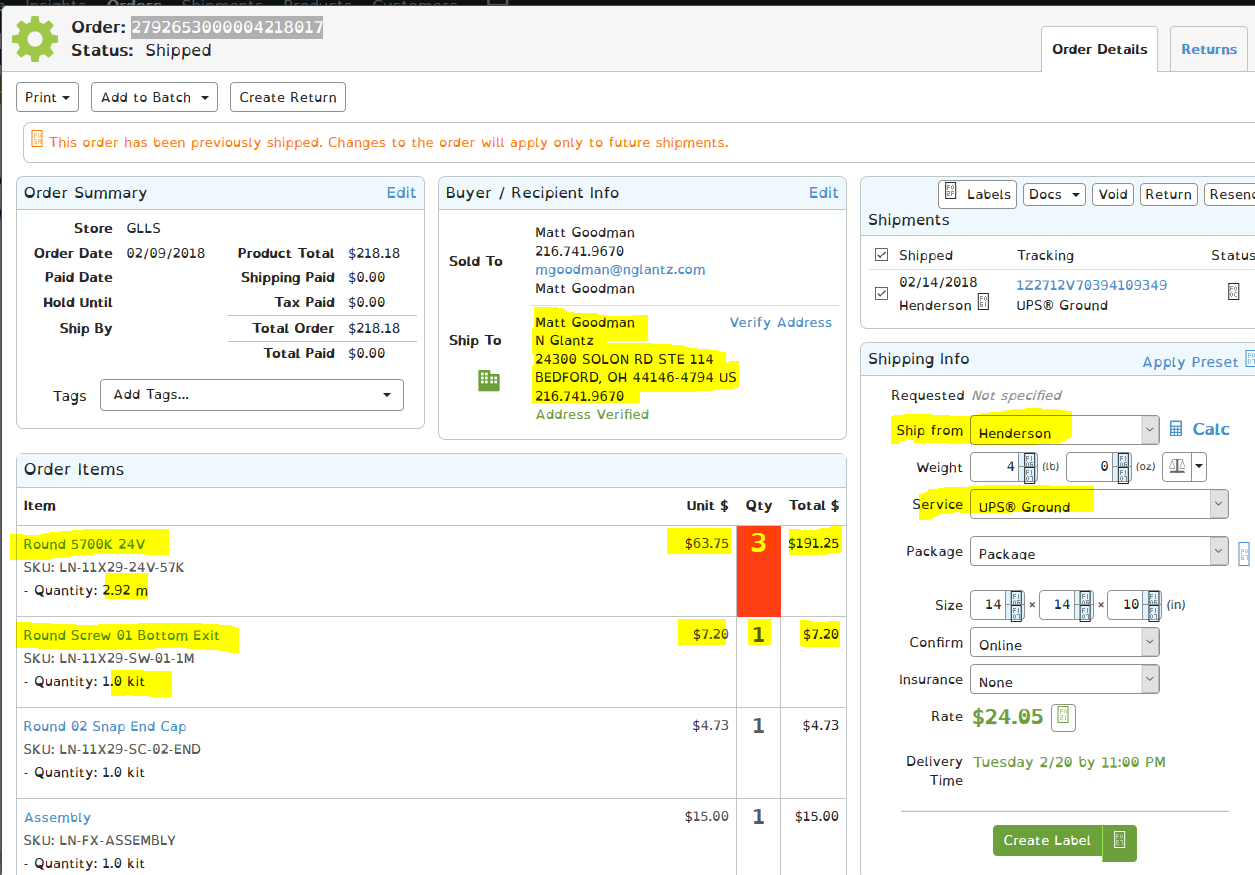 Insights Orders Shipments Products Customers
Order: 2792653000004218017
Status: Shipped
Order Details
Returns
Print
Add to Batch
Create Return
This order has been previously shipped. Changes to the order will apply only to future shipments.
Order Summary Edit
Store GLLS
Order Date 02/09/2018
Paid Date
Hold Until
Ship By
Product Total $218.18
Shipping Paid $0.00
Tax Paid $0.00
Total Order $218.18
Total Paid $0.00
Tags Add Tags...
Buyer / Recipient Info Edit
Sold To
Matt Goodman
216.741.9670
mgoodman@nglantz.com
Matt Goodman
Ship To
Matt Goodman Verify Address
N Glantz
24300 SOLON RD STE 114
BEDFORD, OH 44146-4794 US
216.741.9670
Address Verified
Order Items
Item Unit $ Qty Total $
Round 5700K 24V $63.75 3 $191.25
SKU: LN-11X29-24V-57K
- Quantity: 2.92 m
Round Screw 01 Bottom Exit $7.20 1 $7.20
SKU: LN-11X29-SW-01-1M
- Quantity: 1.0 kit
Round 02 Snap End Cap $4.73 1 $4.73
SKU: LN-11X29-SC-02-END
- Quantity: 1.0 kit
Assembly $15.00 1 $15.00
SKU: LN-FX-ASSEMBLY
- Quantity: 1.0 kit
Labels Docs Void Return Resend
Shipments
Shipped Tracking Status
02/14/2018 1Z2712V70394109349
Henderson UPS® Ground
Shipping Info Apply Preset
Requested Not specified
Ship from Henderson Calc
Weight 4 (lb) 0 (oz)
Service UPS® Ground
Package Package
Size 14 × 14 × 10 (in)
Confirm Online
Insurance None
Rate $24.05
Delivery Time Tuesday 2/20 by 11:00 PM
Create Label